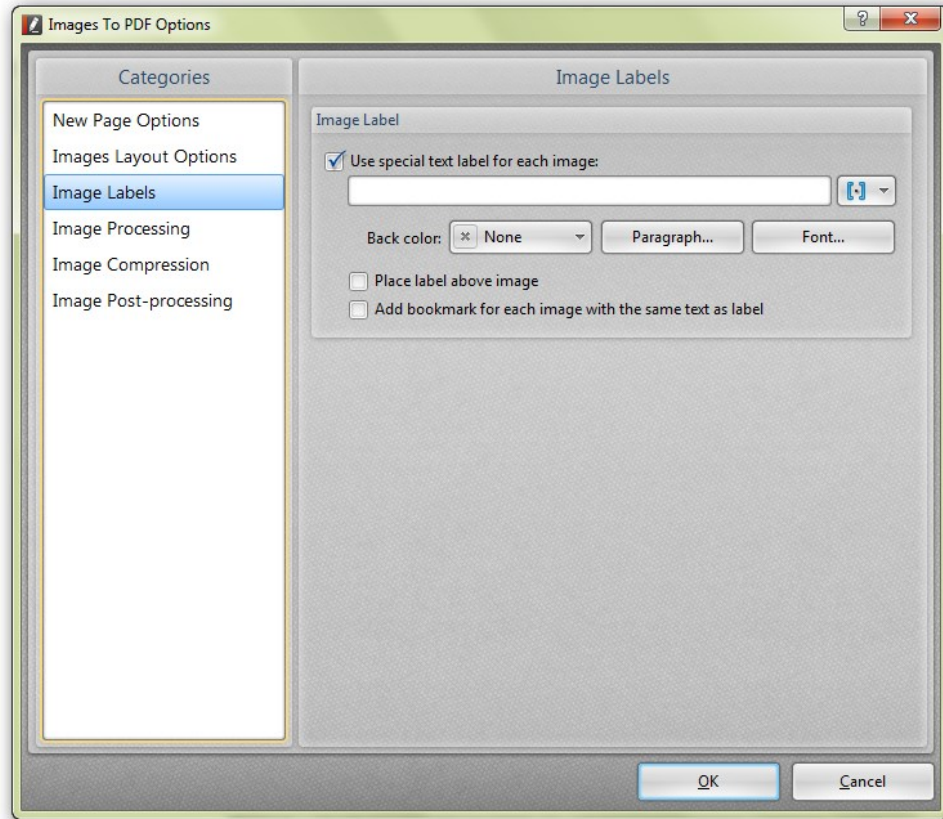 Images To PDF Options
?
Categories
New Page Options
Images Layout Options
Image Labels
Image Processing
Image Compression
Image Post-processing
Image Labels
Image Label
Use special text label for each image:
Back color: None Paragraph... Font...
Place label above image
Add bookmark for each image with the same text as label
OK Cancel